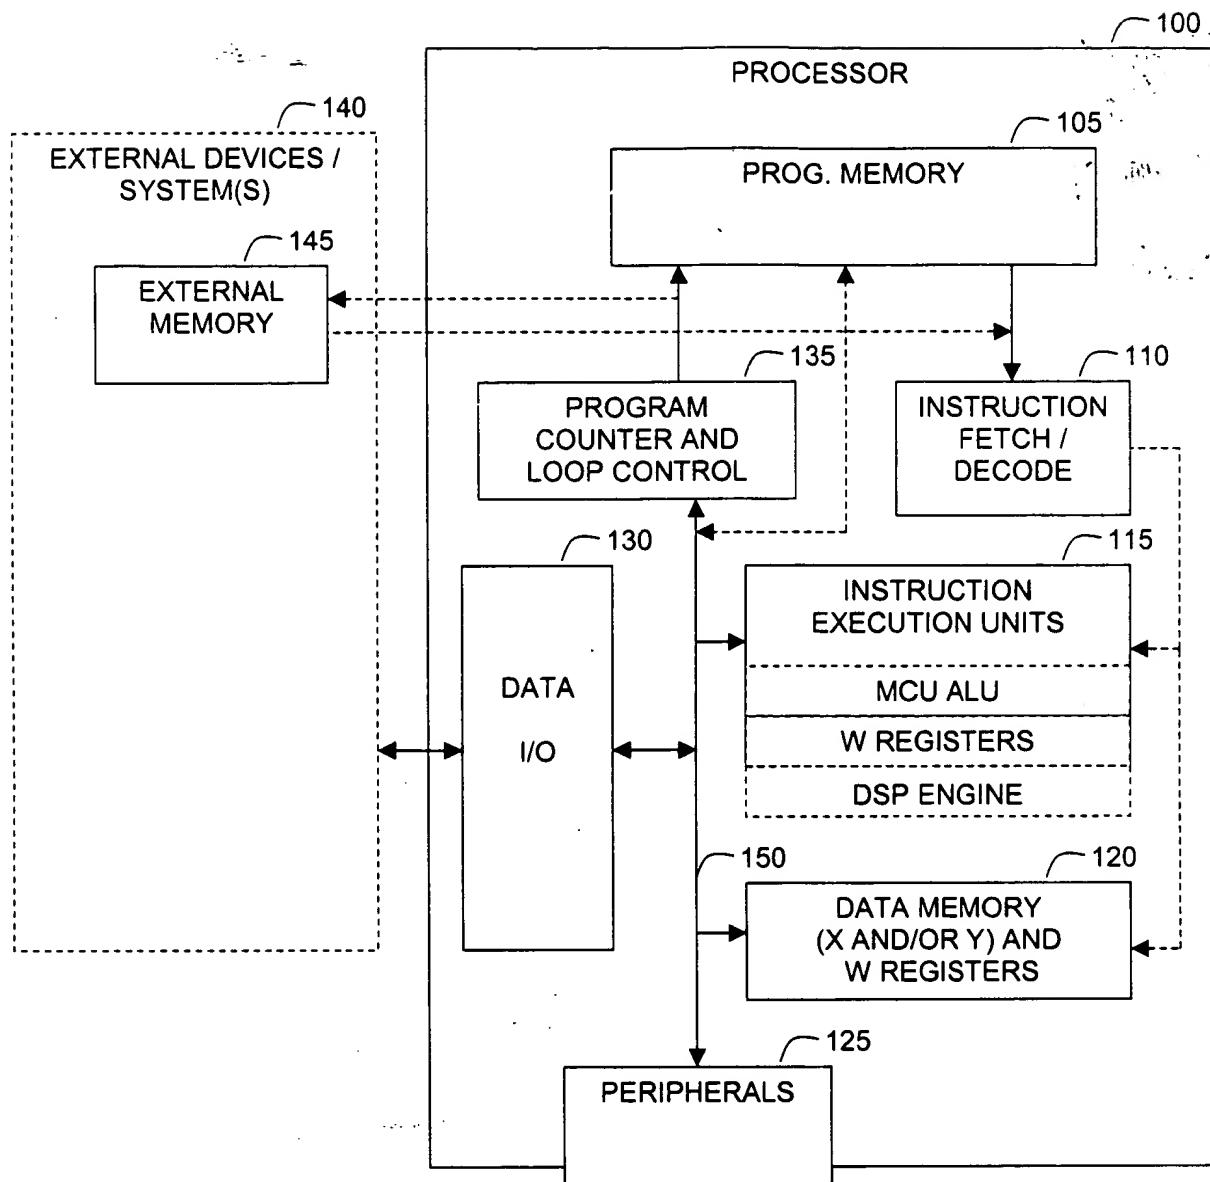 100
PROCESSOR
140
EXTERNAL DEVICES /
SYSTEM(S)
105
PROG. MEMORY
145
EXTERNAL
MEMORY
135
PROGRAM
COUNTER AND
LOOP CONTROL
110
INSTRUCTION
FETCH /
DECODE
130
DATA
I/O
115
INSTRUCTION
EXECUTION UNITS
MCU ALU
W REGISTERS
DSP ENGINE
150
120
DATA MEMORY
(X AND/OR Y) AND
W REGISTERS
125
PERIPHERALS